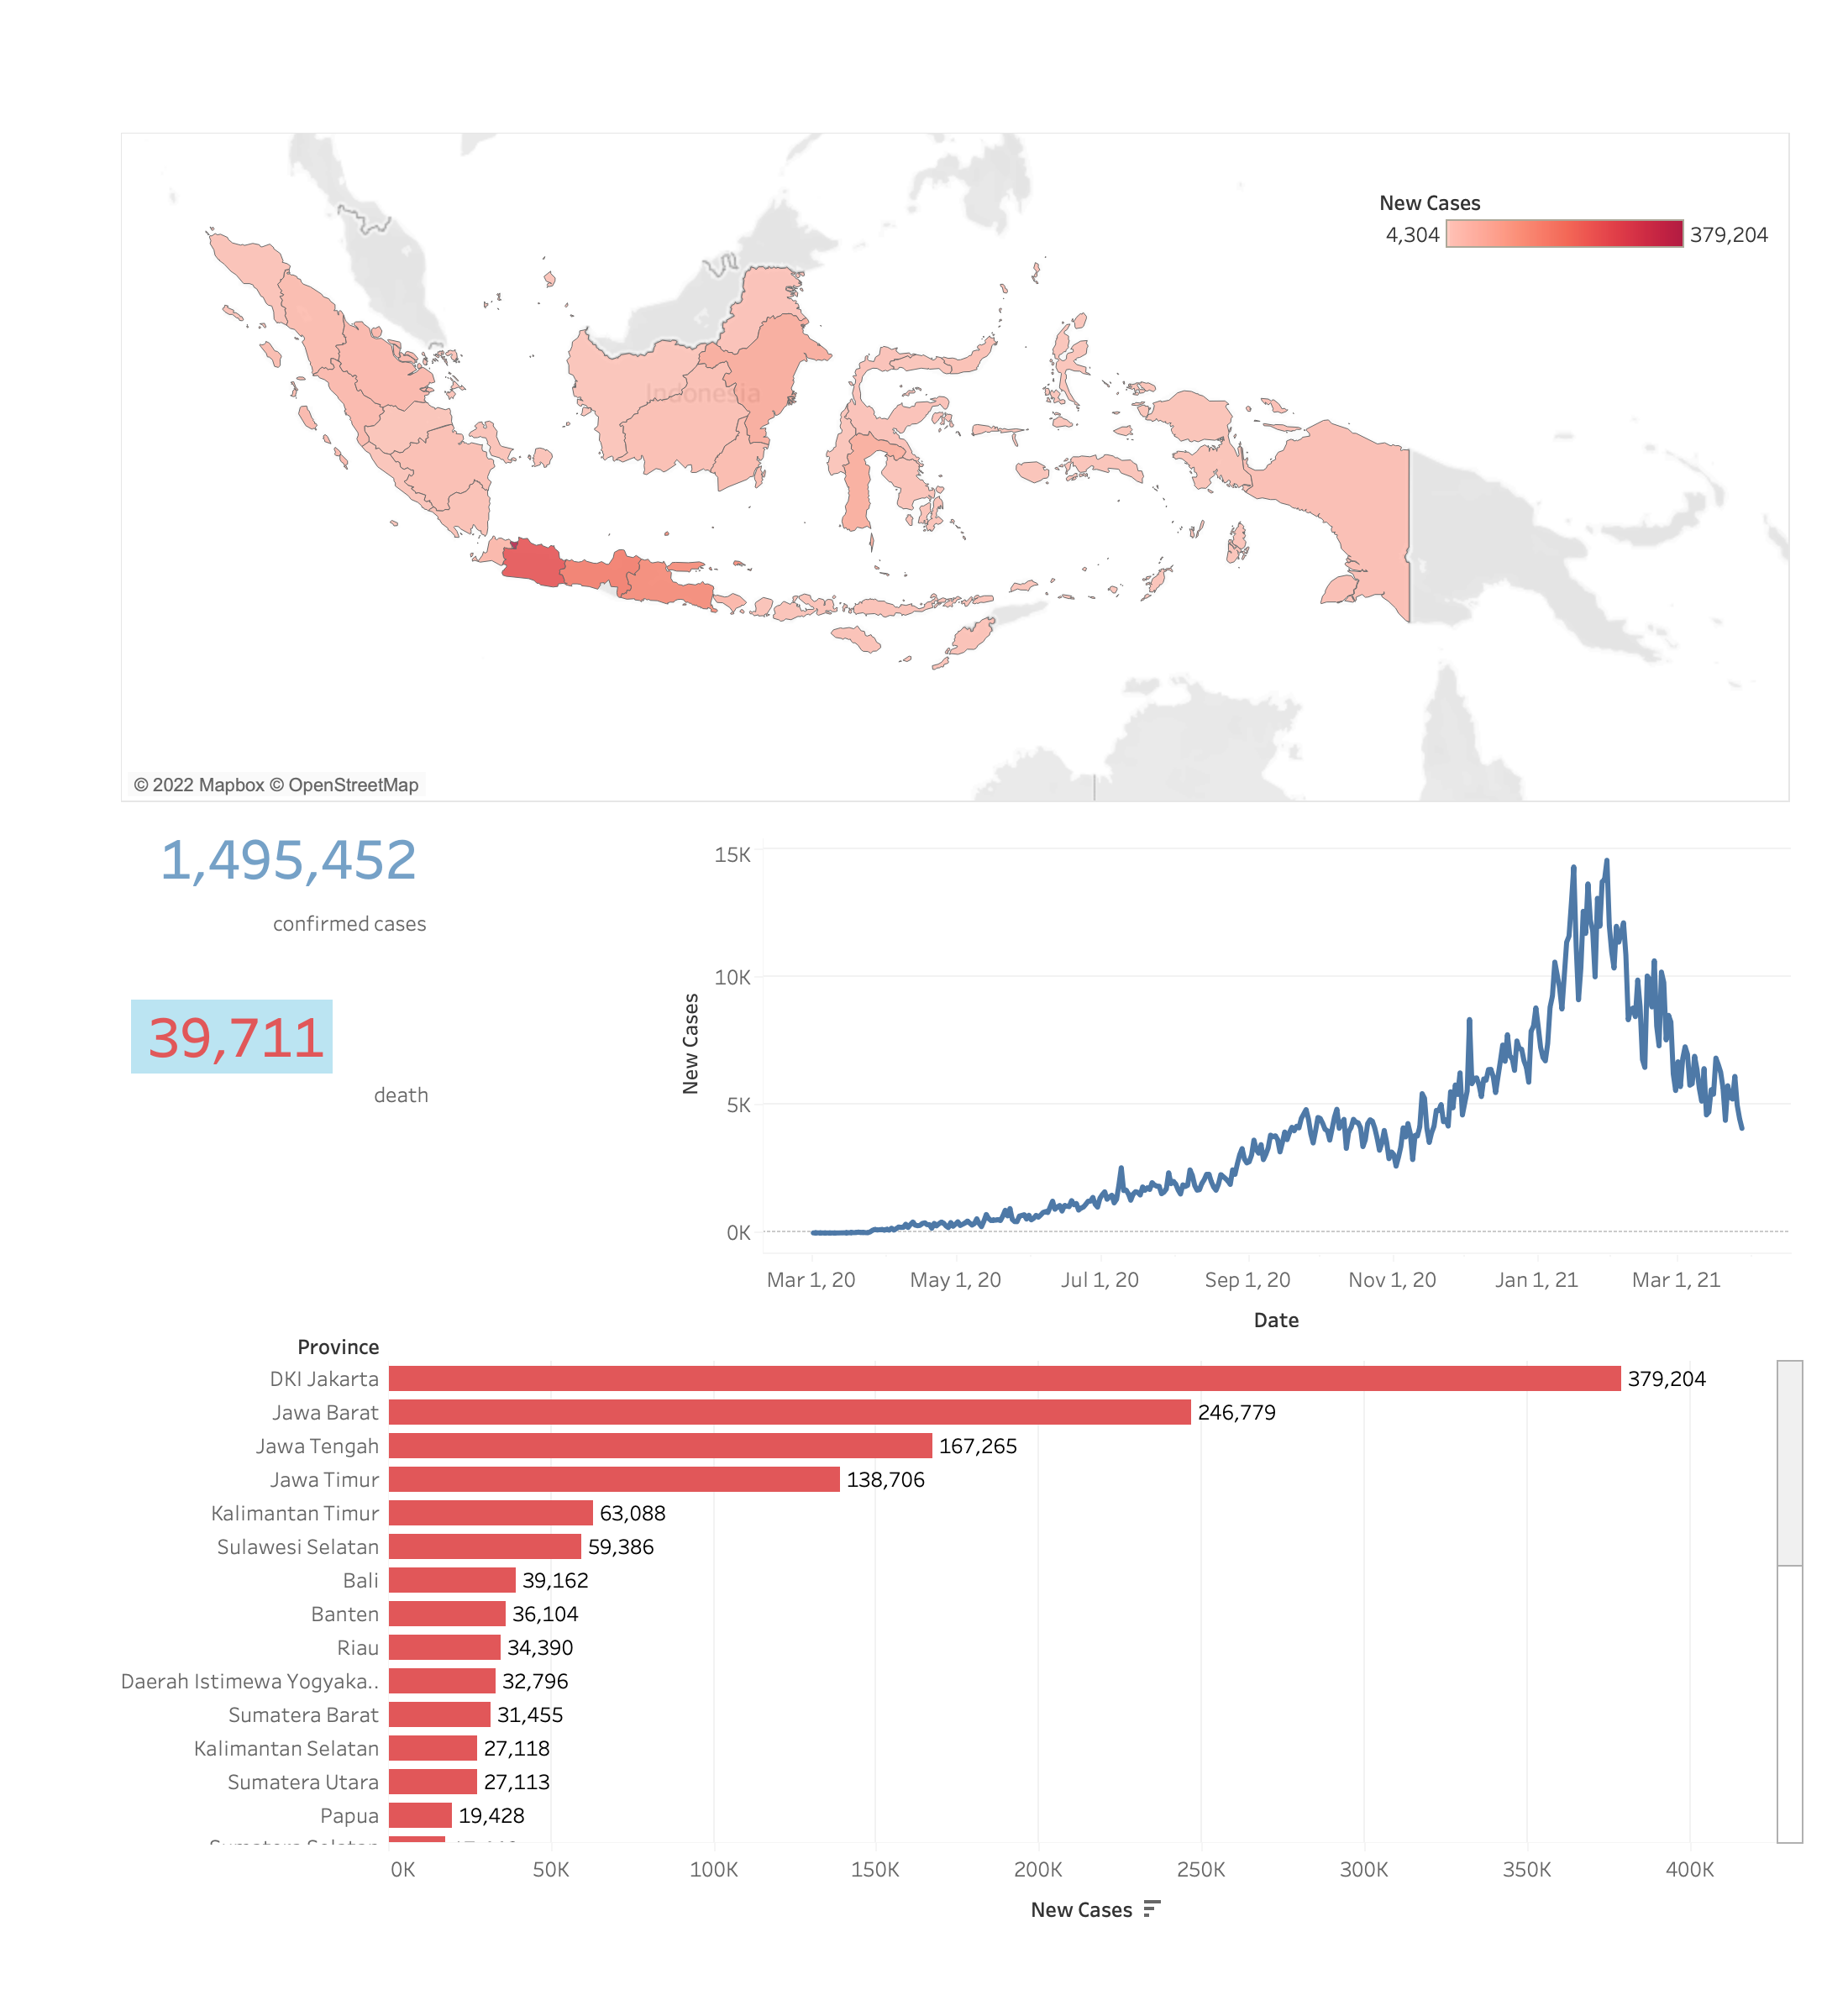 New Cases
4,304 379,204
Indonesia
© 2022 Mapbox © OpenStreetMap
1,495,452
confirmed cases
39,711
death
15K
10K
5K
0K
New Cases
Mar 1, 20 May 1, 20 Jul 1, 20 Sep 1, 20 Nov 1, 20 Jan 1, 21 Mar 1, 21
Date
Province
DKI Jakarta 379,204
Jawa Barat 246,779
Jawa Tengah 167,265
Jawa Timur 138,706
Kalimantan Timur 63,088
Sulawesi Selatan 59,386
Bali 39,162
Banten 36,104
Riau 34,390
Daerah Istimewa Yogyaka.. 32,796
Sumatera Barat 31,455
Kalimantan Selatan 27,118
Sumatera Utara 27,113
Papua 19,428
Sumatera Selatan
0K 50K 100K 150K 200K 250K 300K 350K 400K
New Cases